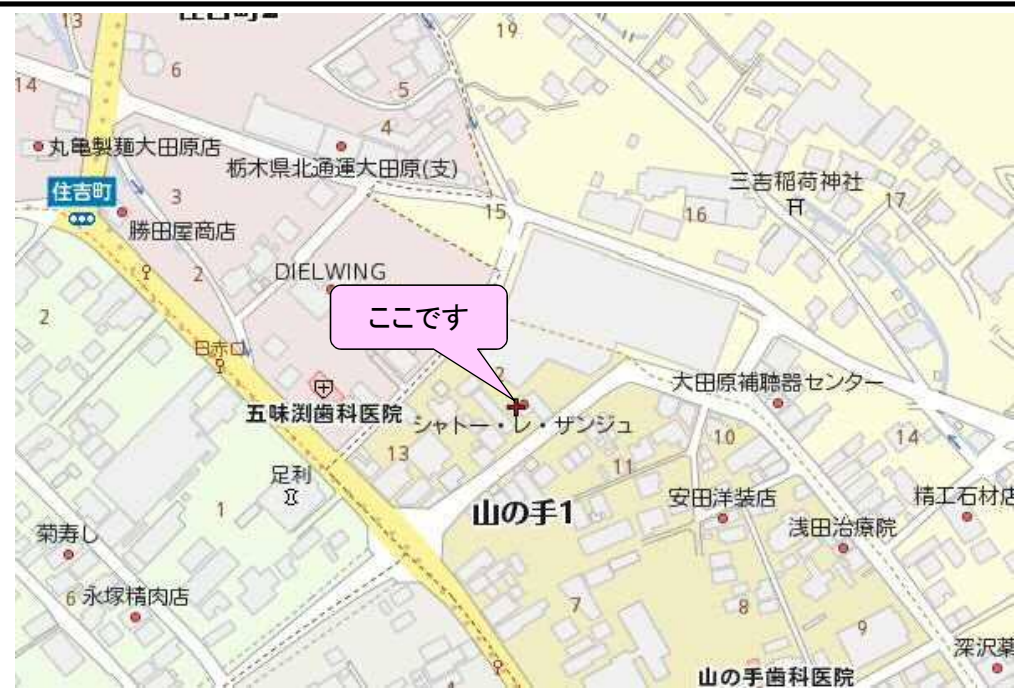 13
19
6
14
5
4
丸亀製麺大田原店
栃木県北通運大田原(支)
三吉稲荷神社
住吉町
3
15
16
17
勝田屋商店
2
DIELWING
2
ここです
日赤口
2
大田原補聴器センター
五味渕歯科医院
シャトー・レ・ザンジュ
13
10
14
11
足利
1
山の手1
安田洋装店
精工石材店
菊寿し
浅田治療院
6
永塚精肉店
7
8
9
深沢薬
山の手歯科医院